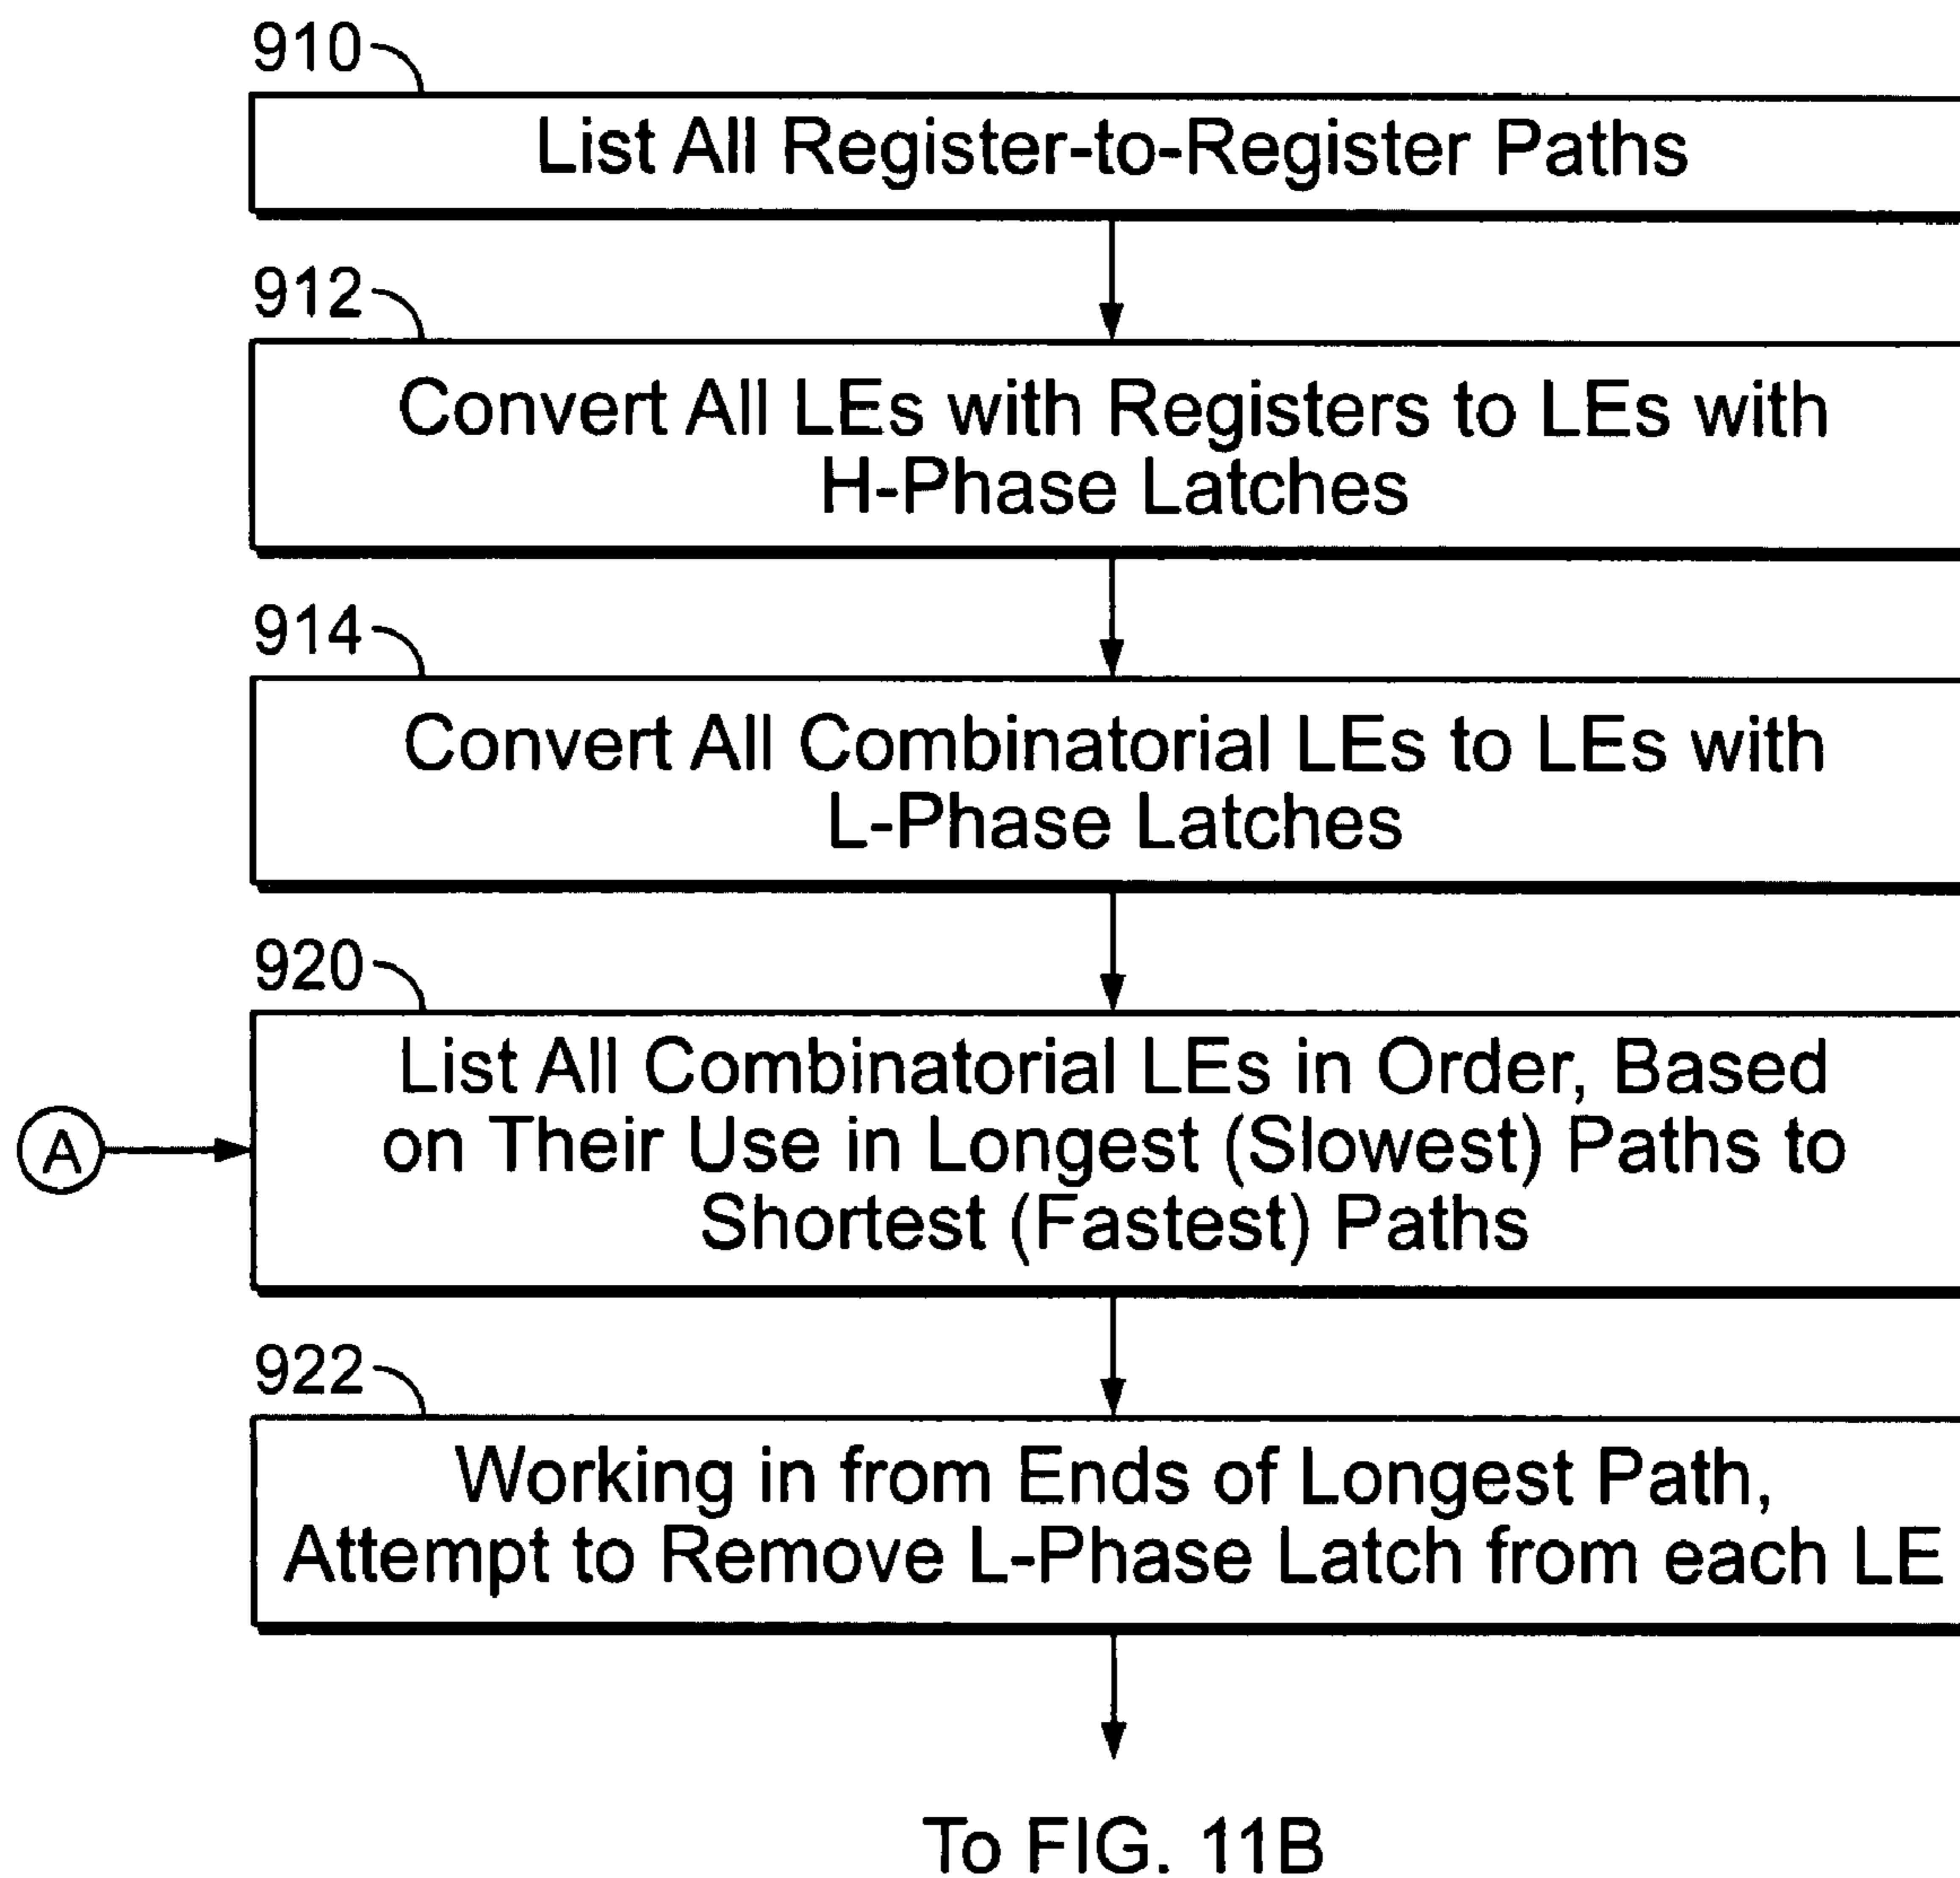 910
List All Register-to-Register Paths
912
Convert All LEs with Registers to LEs with
H-Phase Latches
914
Convert All Combinatorial LEs to LEs with
L-Phase Latches
920
List All Combinatorial LEs in Order, Based
on Their Use in Longest (Slowest) Paths to
Shortest (Fastest) Paths
A
922
Working in from Ends of Longest Path,
Attempt to Remove L-Phase Latch from each LE
To FIG. 11B